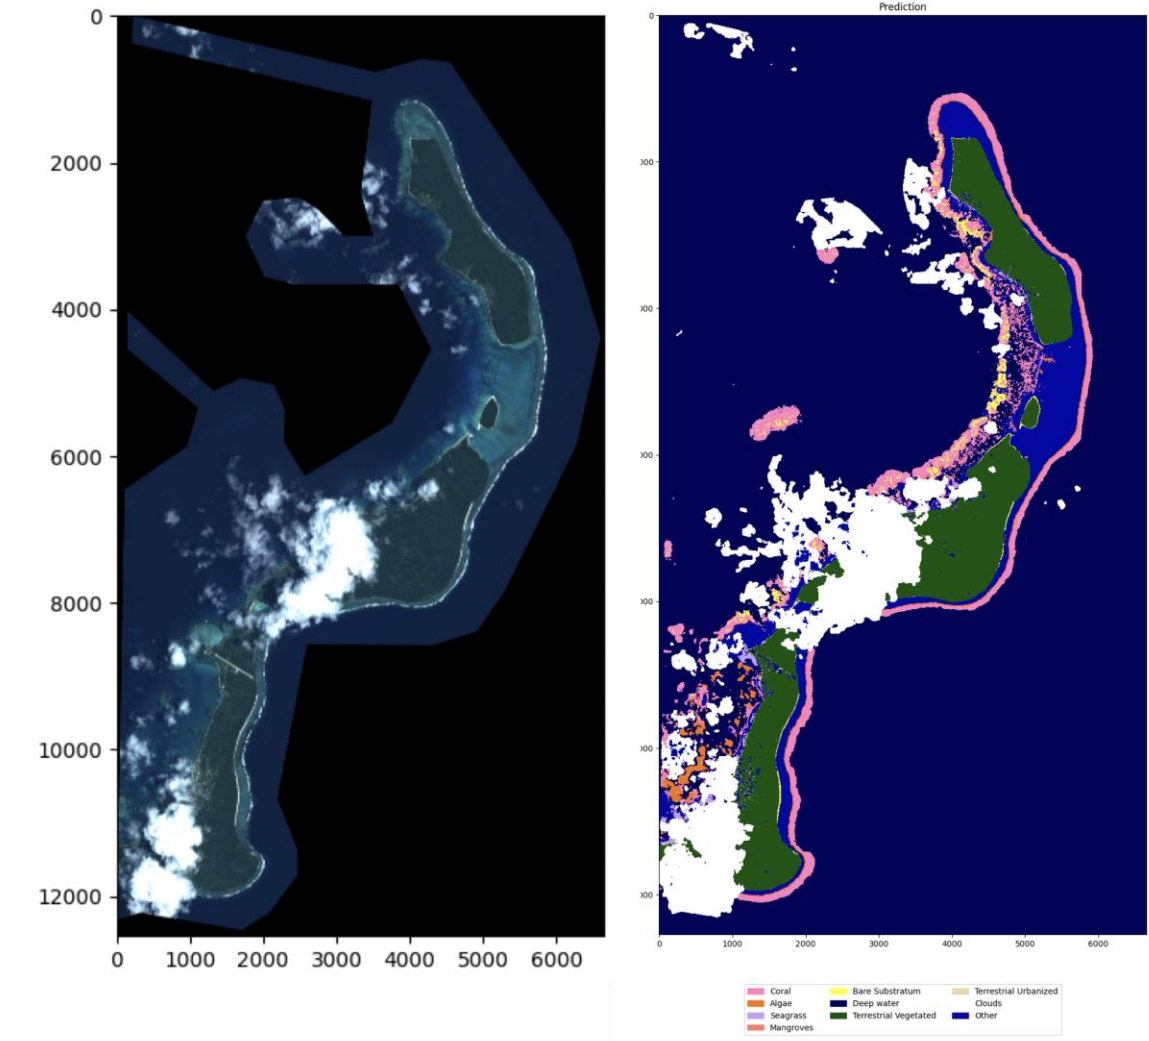 Prediction
0
2000
4000
6000
8000
10000
12000
0 1000 2000 3000 4000 5000 6000
0
0 1000 2000 3000 4000 5000 6000
Coral Bare Substratum Terrestrial Urbanized
Algae Deep water Clouds
Seagrass Terrestrial Vegetated Other
Mangroves